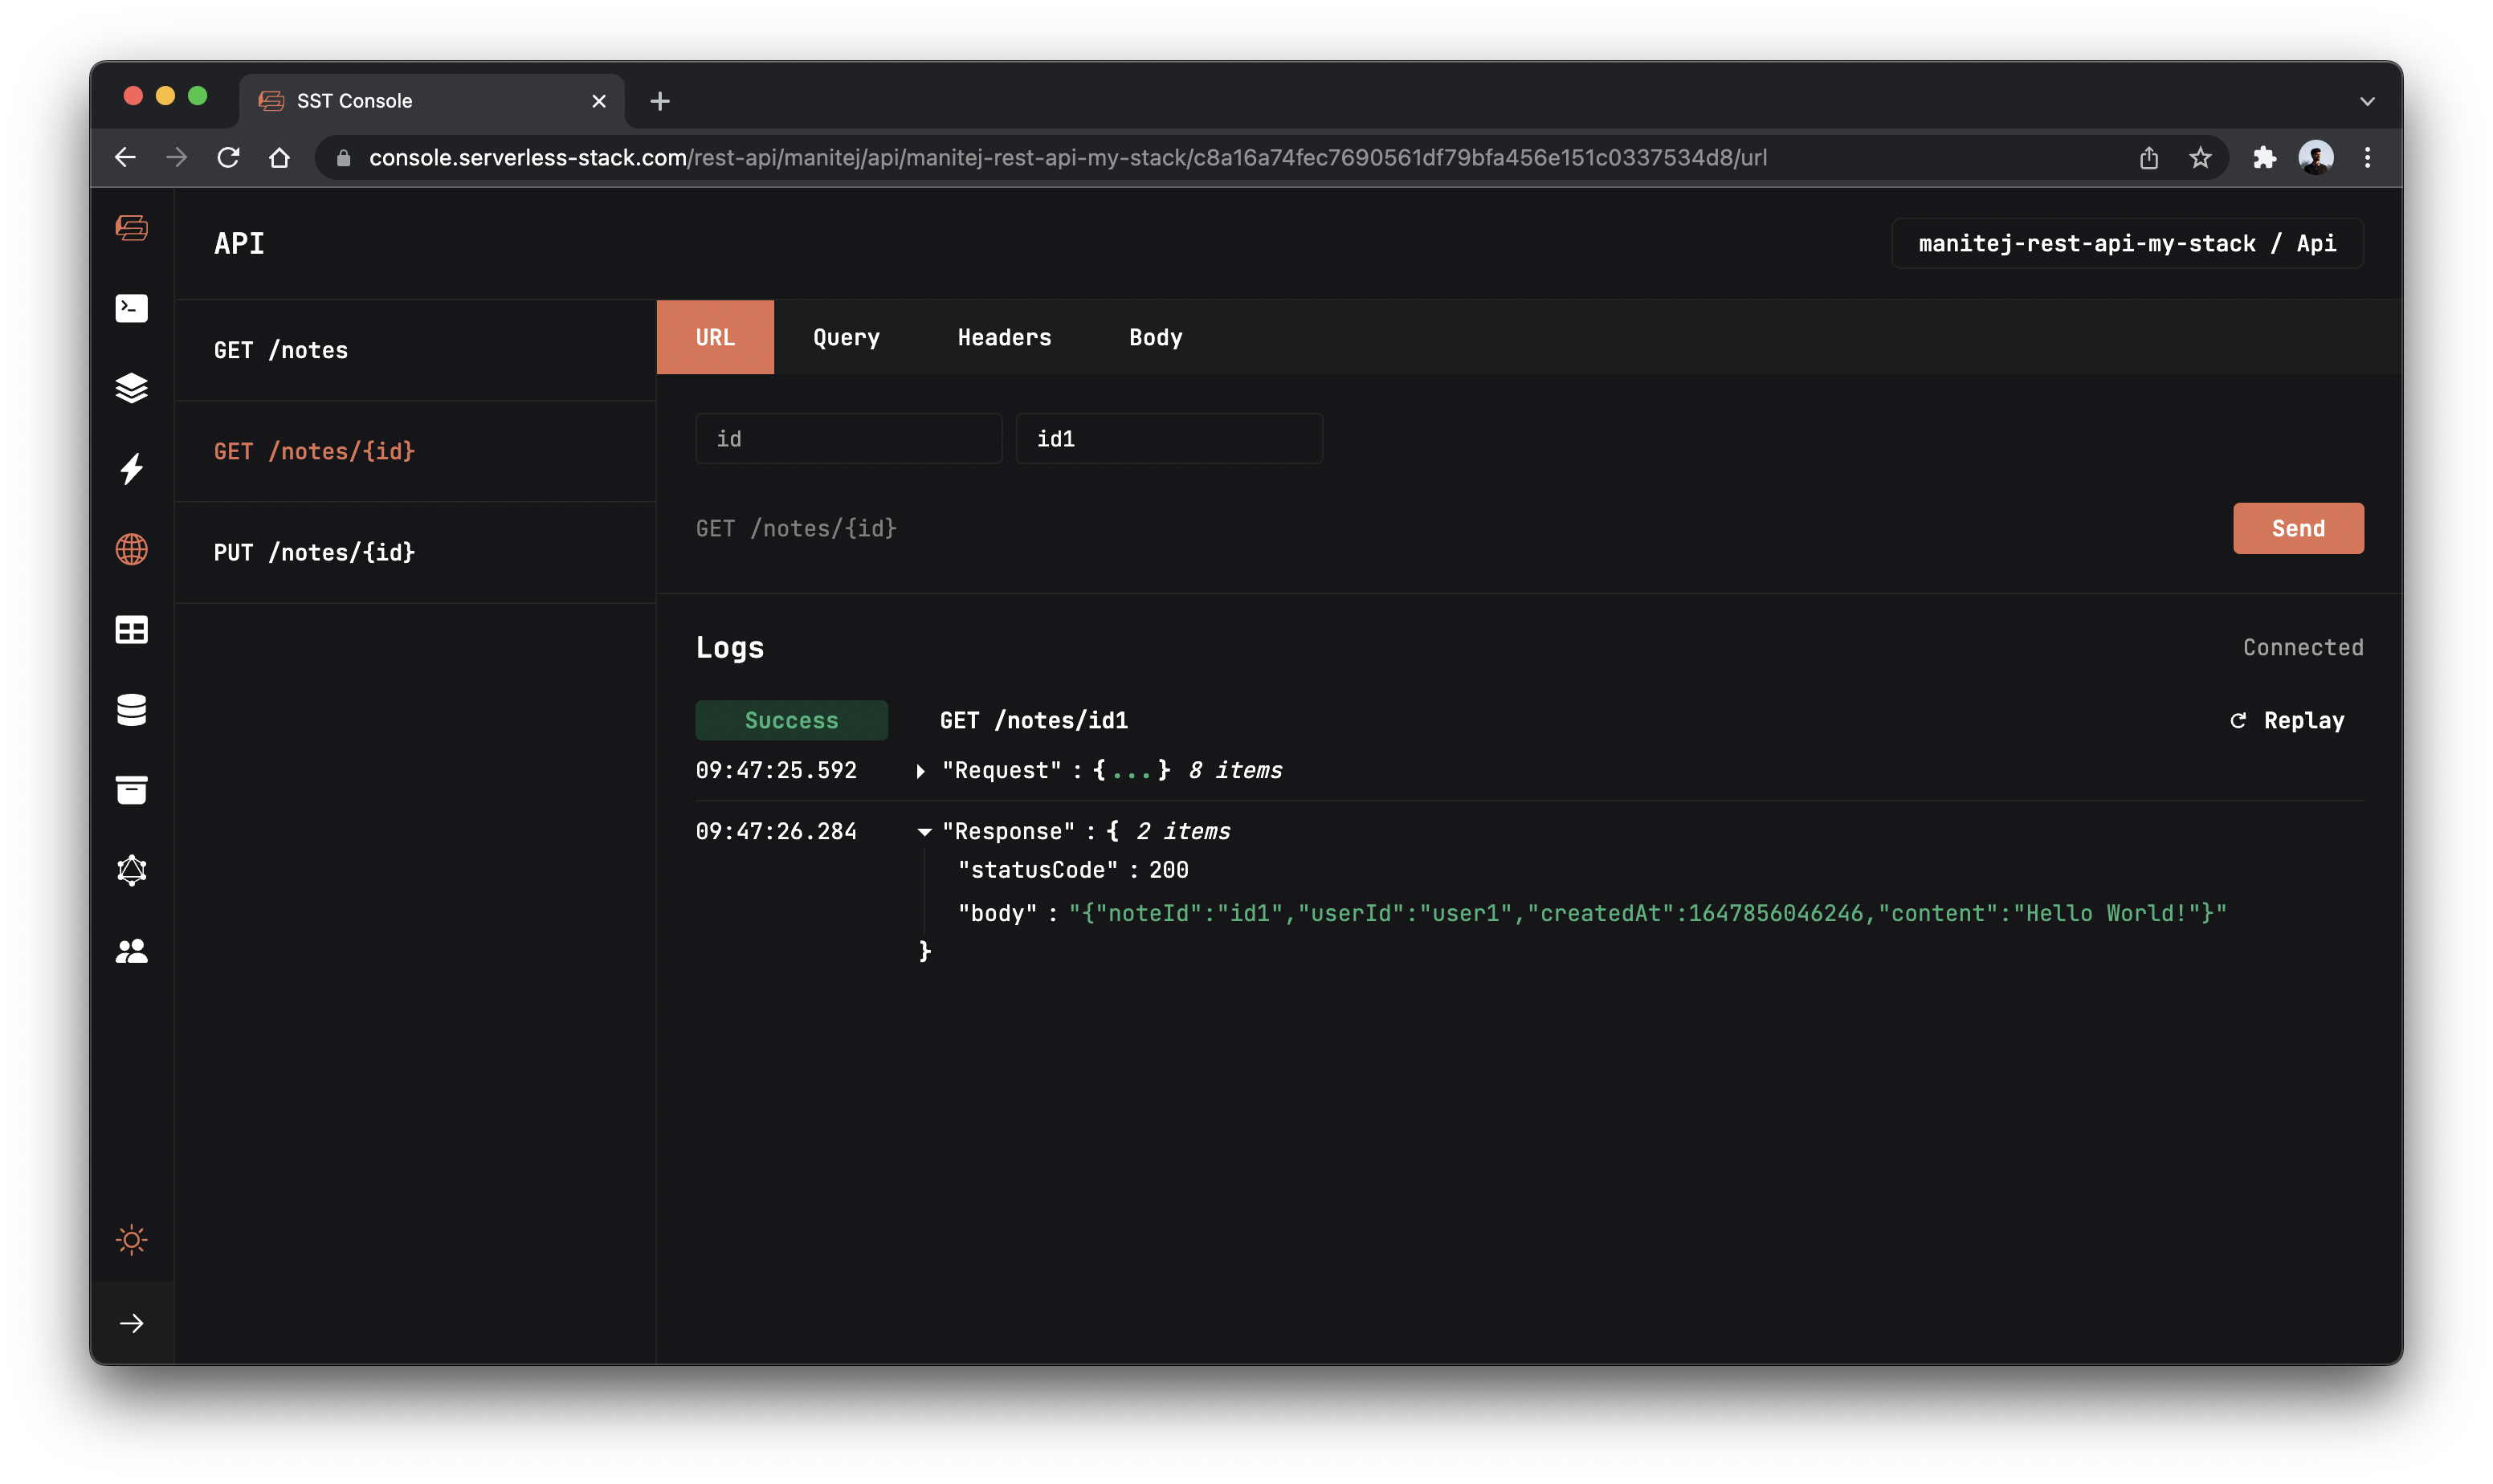 SST Console
console.serverless-stack.com/rest-api/manitej/api/manitej-rest-api-my-stack/c8a16a74fec7690561df79bfa456e151c0337534d8/url
API
manitej-rest-api-my-stack / Api
GET /notes
GET /notes/{id}
PUT /notes/{id}
URL Query Headers Body
id id1
GET /notes/{id} Send
Logs Connected
Success GET /notes/id1 Replay
09:47:25.592 "Request" : {...} 8 items
09:47:26.284 "Response" : { 2 items
"statusCode" : 200
"body" : "{"noteId":"id1","userId":"user1","createdAt":1647856046246,"content":"Hello World!"}"
}